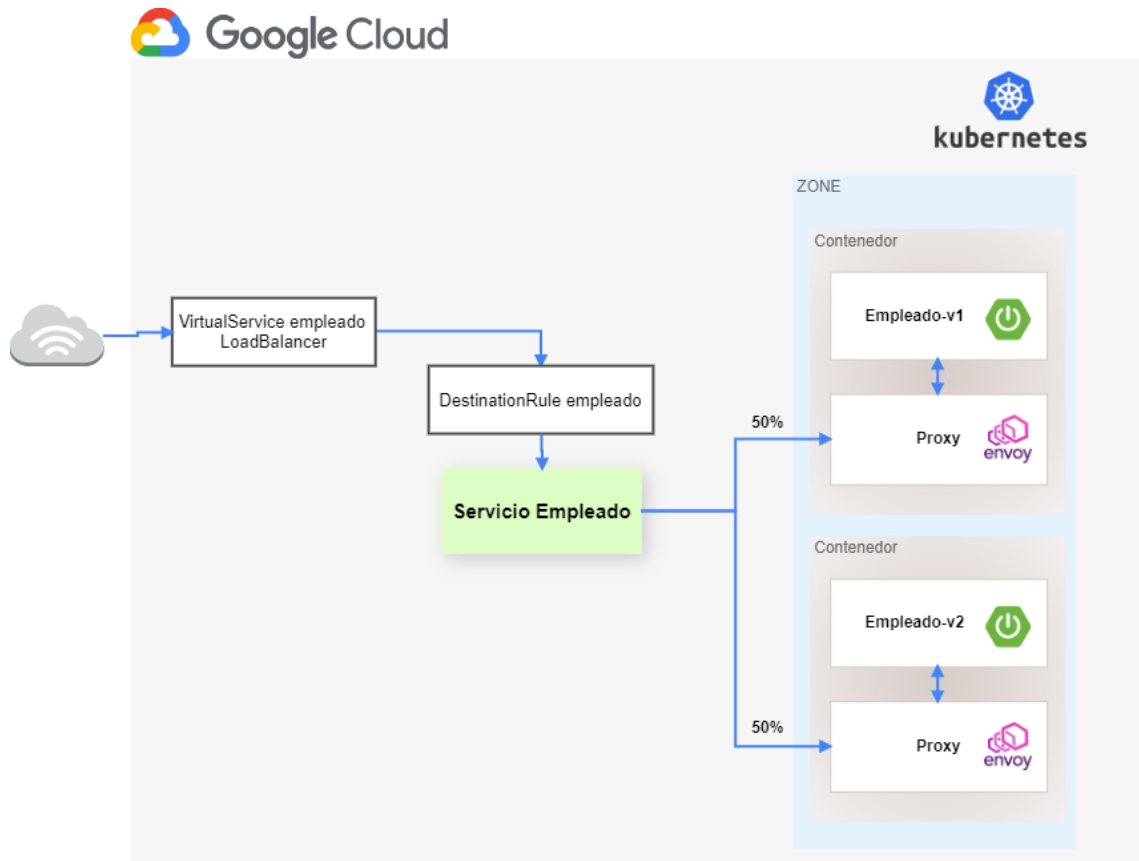 Google Cloud
kubernetes
ZONE
Contenedor
Empleado-v1
VirtualService empleado
LoadBalancer
DestinationRule empleado
50%
Proxy
envoy
Servicio Empleado
Contenedor
Empleado-v2
50%
Proxy
envoy